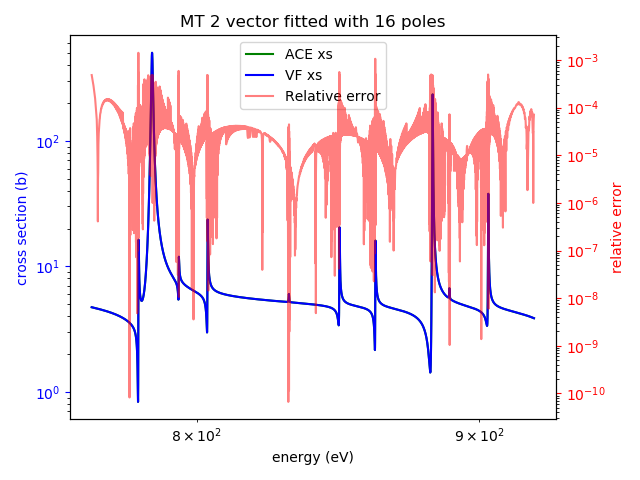 MT 2 vector fitted with 16 poles
ACE xs
VF xs
Relative error
cross section (b)
10²
10¹
10⁰
10⁻³
10⁻⁴
10⁻⁵
10⁻⁶
10⁻⁷
10⁻⁸
10⁻⁹
10⁻¹⁰
relative error
8 × 10²
9 × 10²
energy (eV)